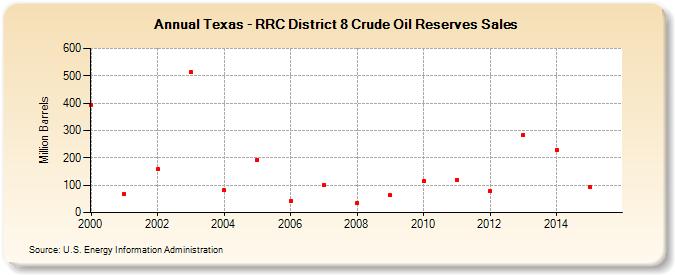 Annual Texas - RRC District 8 Crude Oil Reserves Sales
Million Barrels
600
500
400
300
200
100
0
2000 2002 2004 2006 2008 2010 2012 2014
Source: U.S. Energy Information Administration